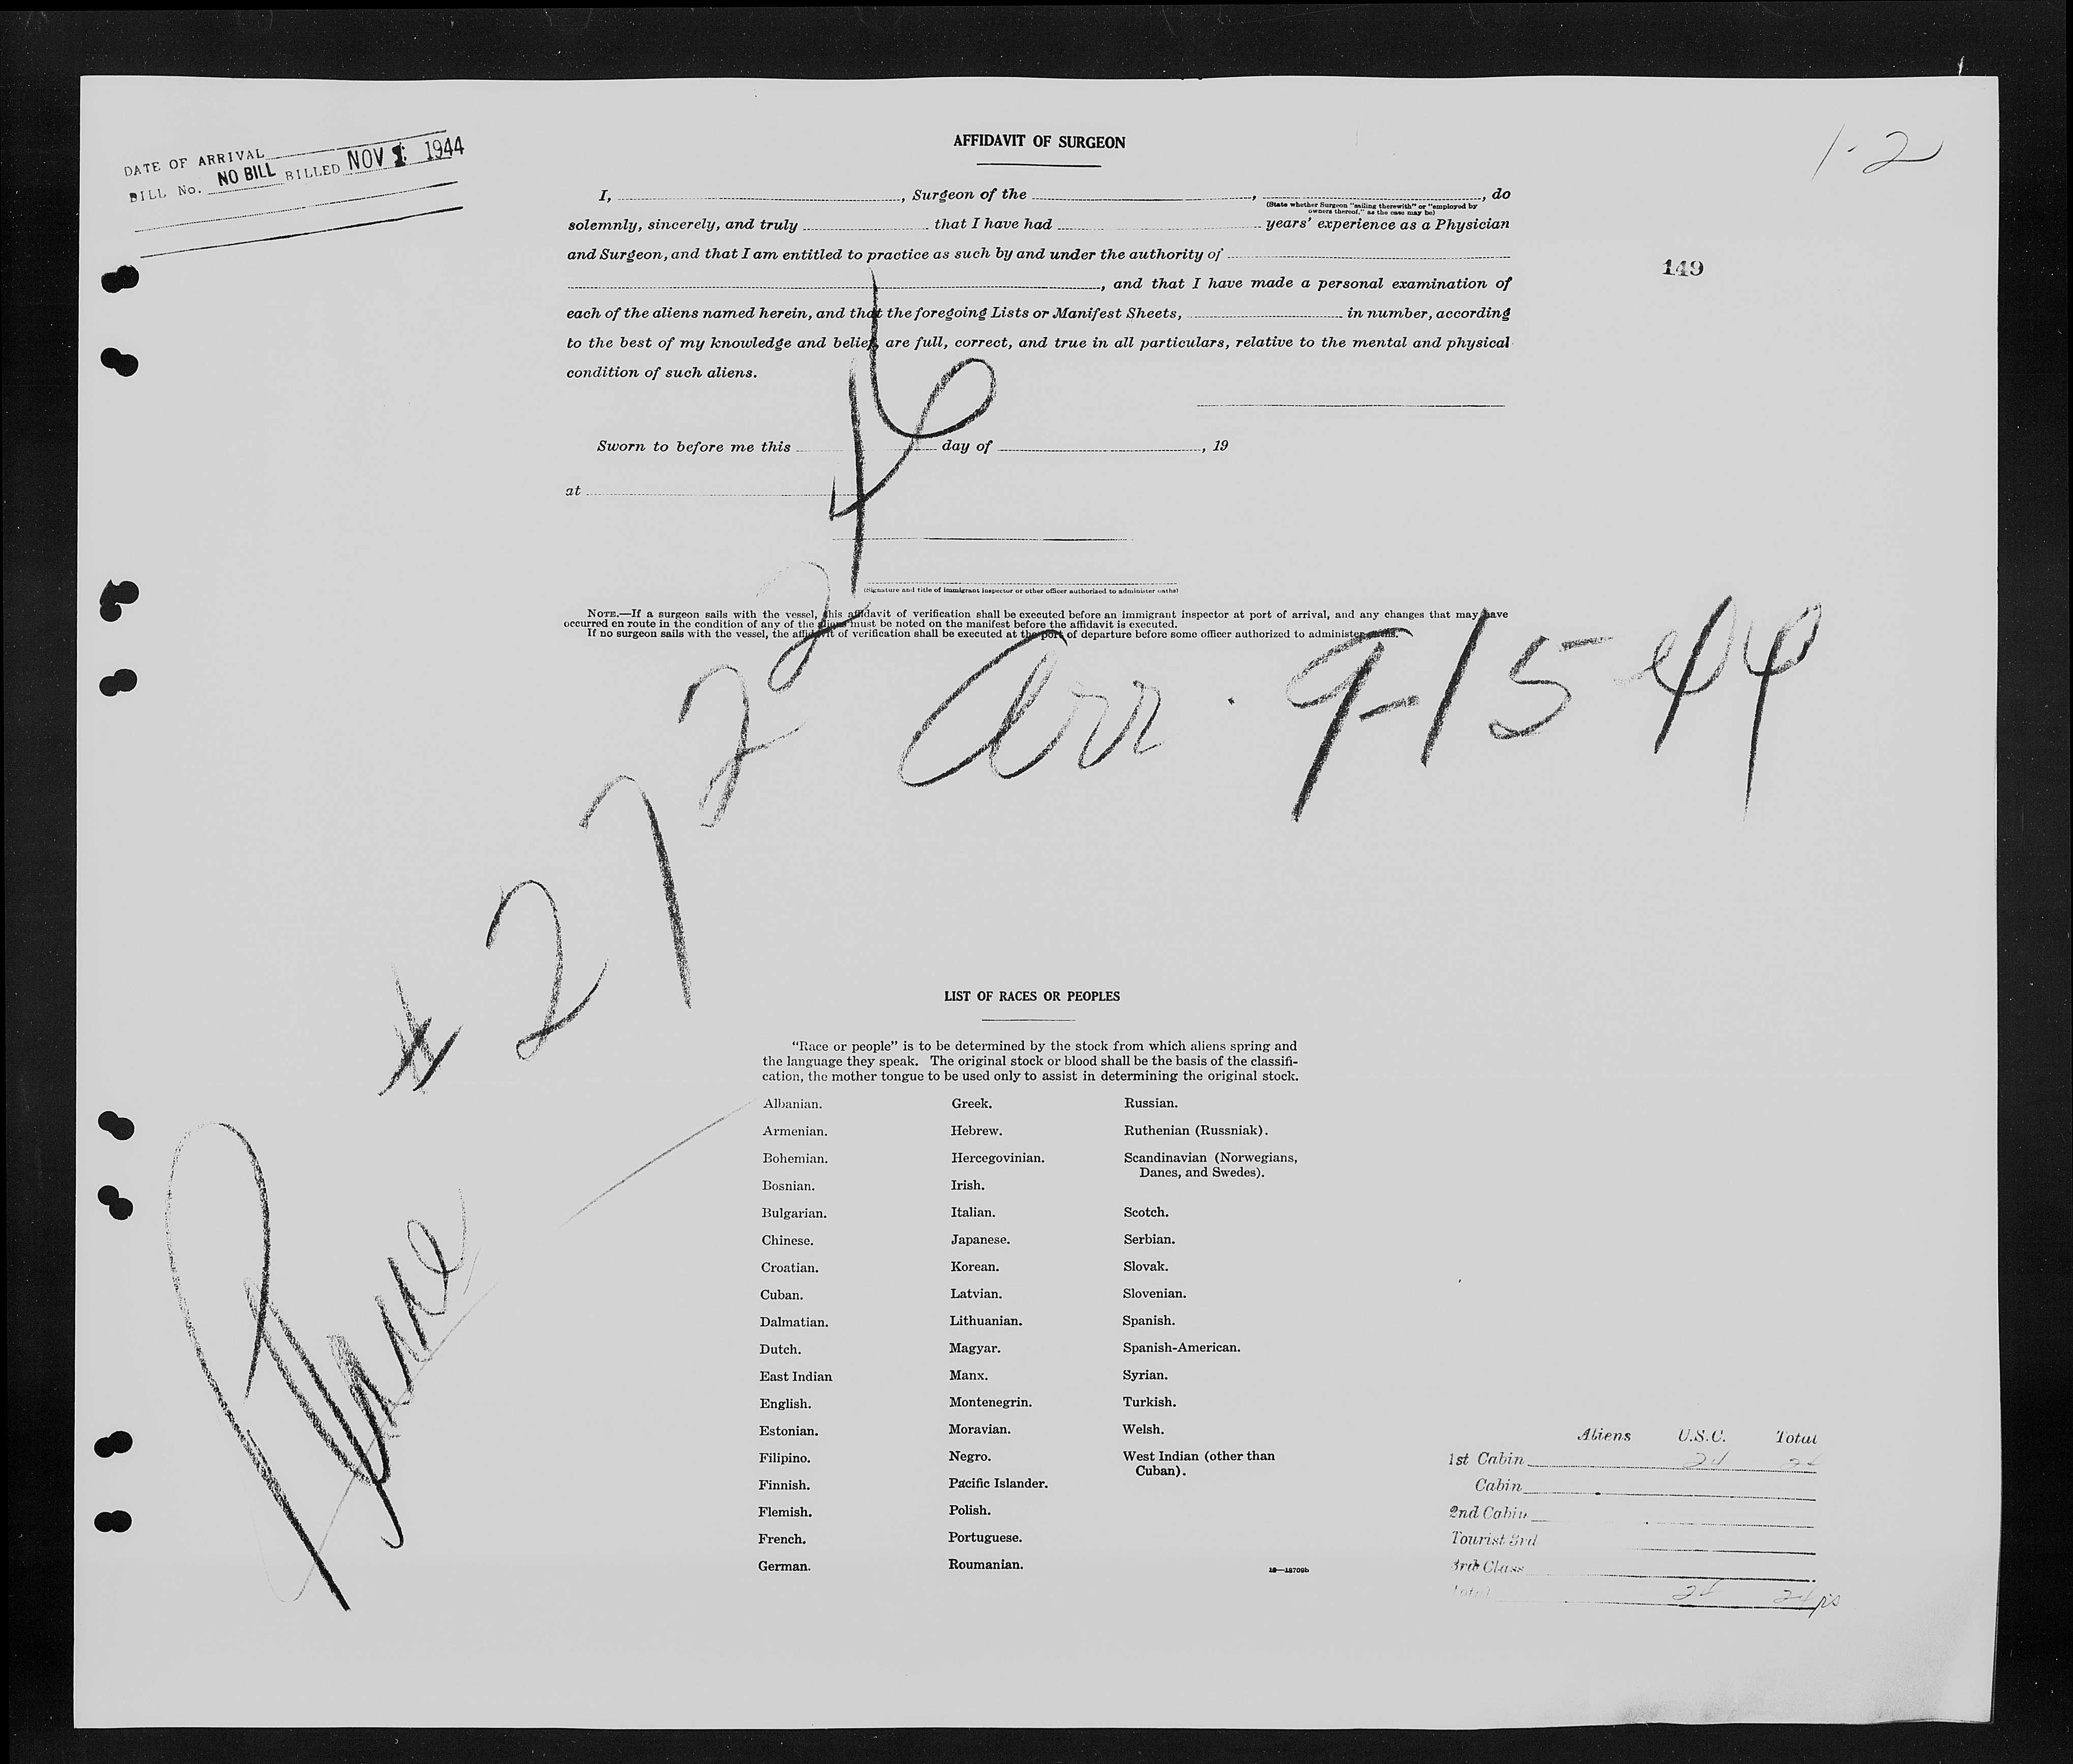 DATE OF ARRIVAL
BILL No. NO BILL BILLED NOV 1 1944
1-2
149
AFFIDAVIT OF SURGEON
I, , Surgeon of the , , do
(State whether Surgeon "sailing therewith" or "employed by
owners thereof," as the case may be)
solemnly, sincerely, and truly that I have had years' experience as a Physician
and Surgeon, and that I am entitled to practice as such by and under the authority of
, and that I have made a personal examination of
each of the aliens named herein, and that the foregoing Lists or Manifest Sheets, in number, according
to the best of my knowledge and belief, are full, correct, and true in all particulars, relative to the mental and physical
condition of such aliens.
Sworn to before me this day of , 19
at
(Signature and title of immigrant inspector or other officer authorized to administer oaths)
NOTE.—If a surgeon sails with the vessel, this affidavit of verification shall be executed before an immigrant inspector at port of arrival, and any changes that may have
occurred en route in the condition of any of the aliens must be noted on the manifest before the affidavit is executed.
If no surgeon sails with the vessel, the affidavit of verification shall be executed at the port of departure before some officer authorized to administer oaths.
Plane # 272246
Arr. 9-15-44
LIST OF RACES OR PEOPLES
"Race or people" is to be determined by the stock from which aliens spring and
the language they speak. The original stock or blood shall be the basis of the classifi-
cation, the mother tongue to be used only to assist in determining the original stock.
Albanian.
Armenian.
Bohemian.
Bosnian.
Bulgarian.
Chinese.
Croatian.
Cuban.
Dalmatian.
Dutch.
East Indian
English.
Estonian.
Filipino.
Finnish.
Flemish.
French.
German.
Greek.
Hebrew.
Hercegovinian.
Irish.
Italian.
Japanese.
Korean.
Latvian.
Lithuanian.
Magyar.
Manx.
Montenegrin.
Moravian.
Negro.
Pacific Islander.
Polish.
Portuguese.
Roumanian.
Russian.
Ruthenian (Russniak).
Scandinavian (Norwegians,
Danes, and Swedes).
Scotch.
Serbian.
Slovak.
Slovenian.
Spanish.
Spanish-American.
Syrian.
Turkish.
Welsh.
West Indian (other than
Cuban).
16—13709b
Aliens U.S.C. Total
1st Cabin 24 24
Cabin
2nd Cabin
Tourist 3rd
3rd Class
Total 24 24